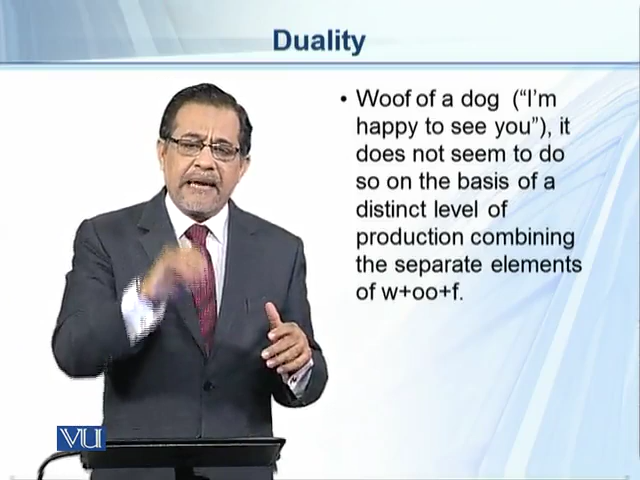 Duality
• Woof of a dog ("I'm
happy to see you"), it
does not seem to do
so on the basis of a
distinct level of
production combining
the separate elements
of w+oo+f.
VU